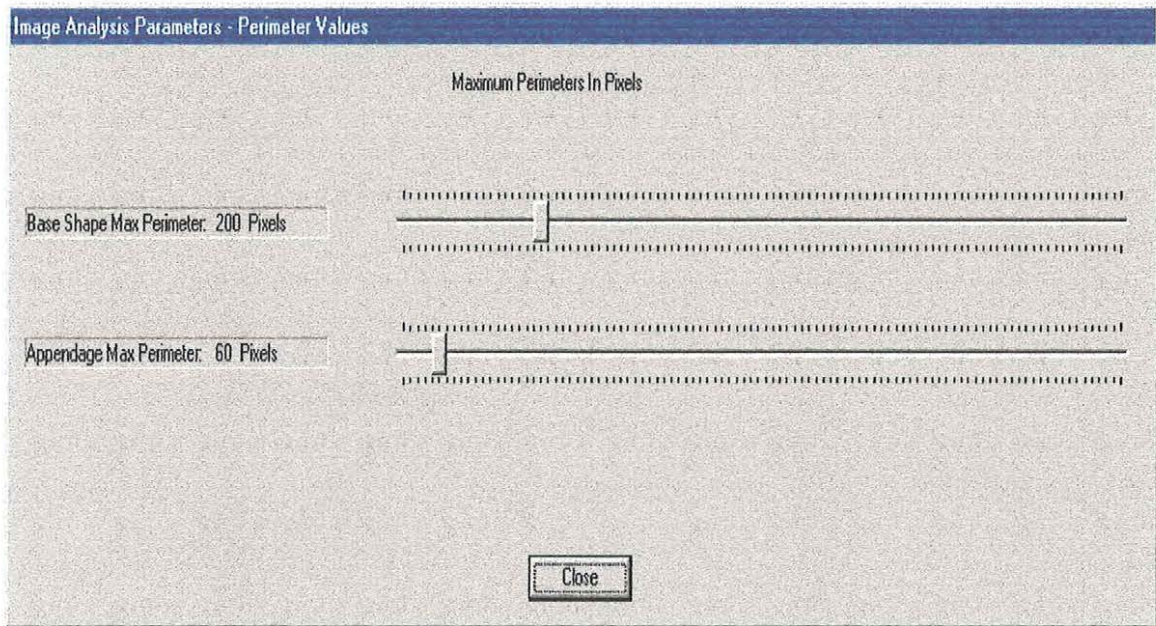 Image Analysis Parameters - Perimeter Values
Maximum Perimeters In Pixels
Base Shape Max Perimeter: 200 Pixels
Appendage Max Perimeter: 60 Pixels
Close